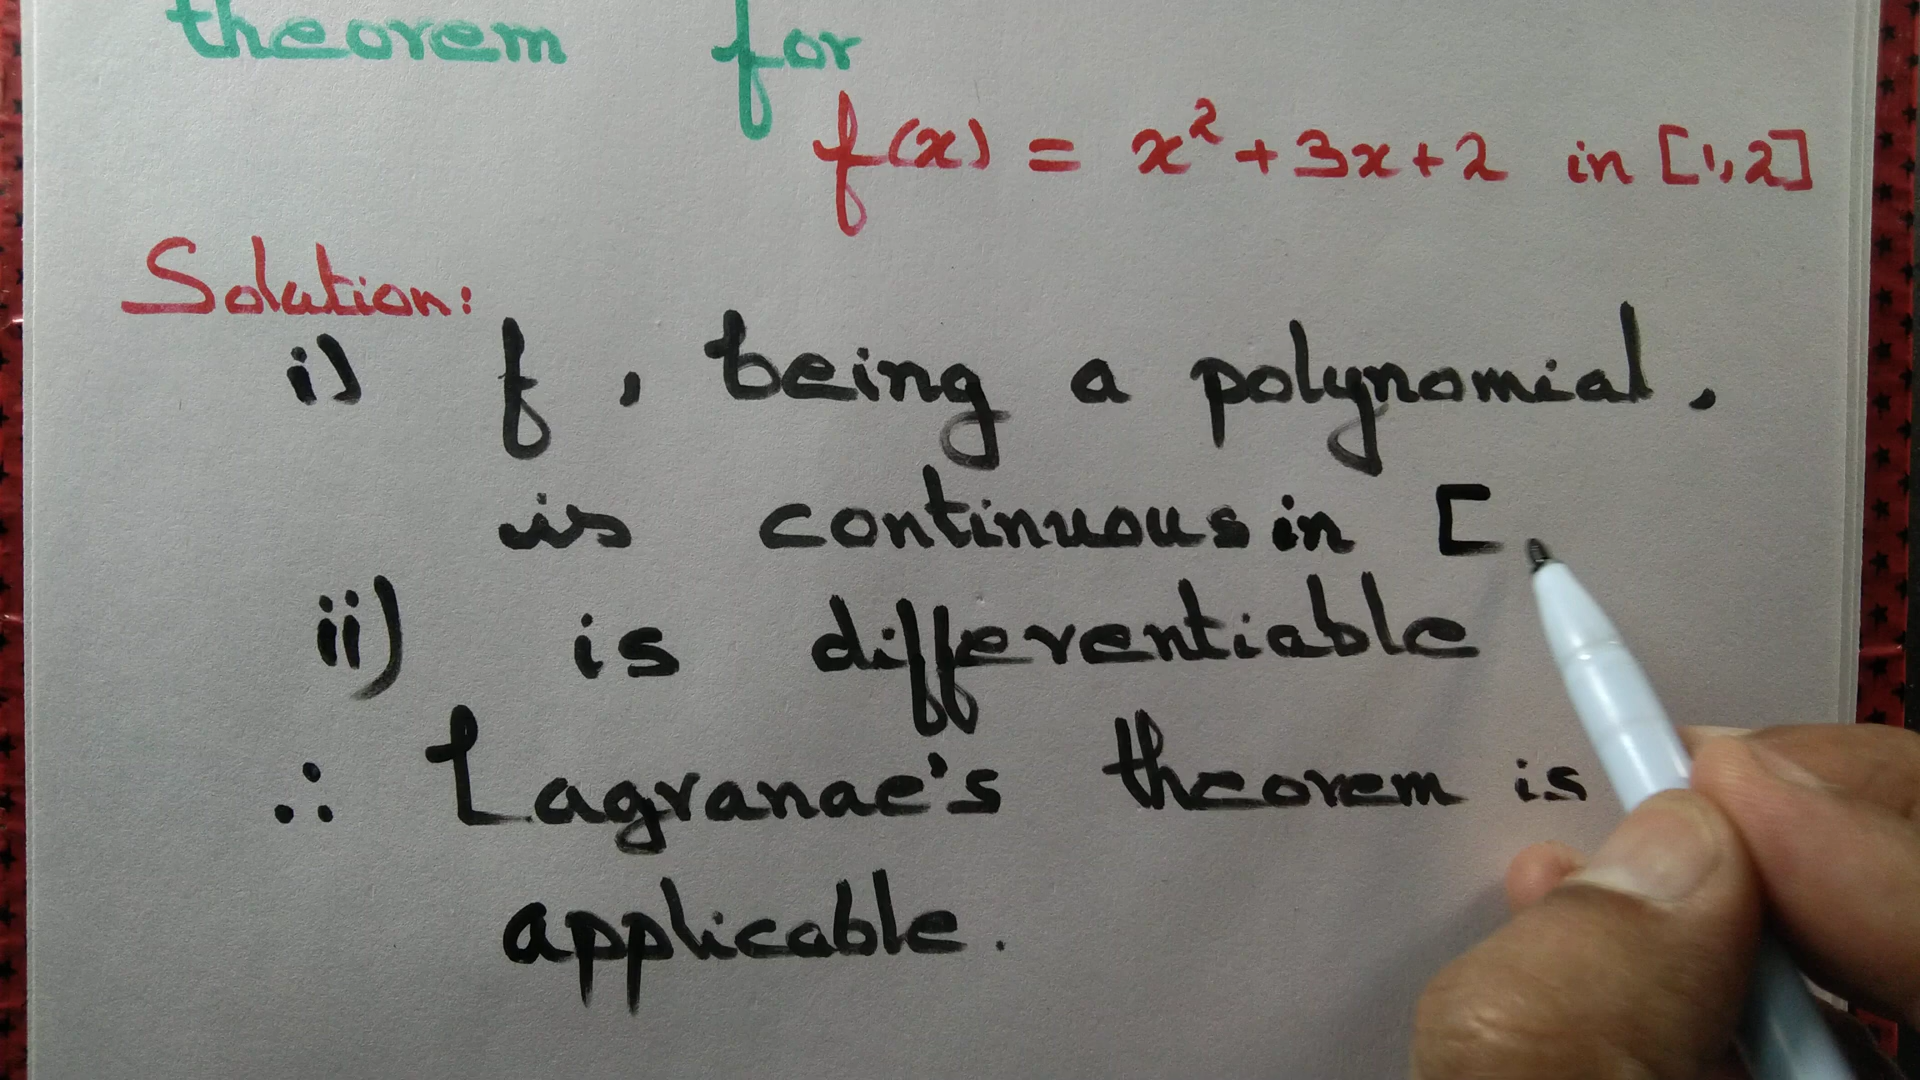 theorem for
f(x) = x² + 3x + 2 in [1, 2]
Solution:
i) f, being a polynomial,
is continuous in [
ii) is differentiable
∴ Lagranae's theorem is
applicable.